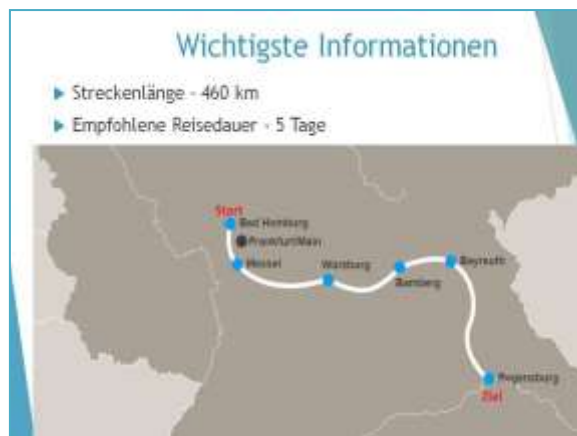 Wichtigste Informationen
Streckenlänge - 460 km
Empfohlene Reisedauer - 5 Tage
Start
Bad Homburg
Frankfurt/Main
Messel
Würzburg
Bamberg
Bayreuth
Regensburg
Ziel